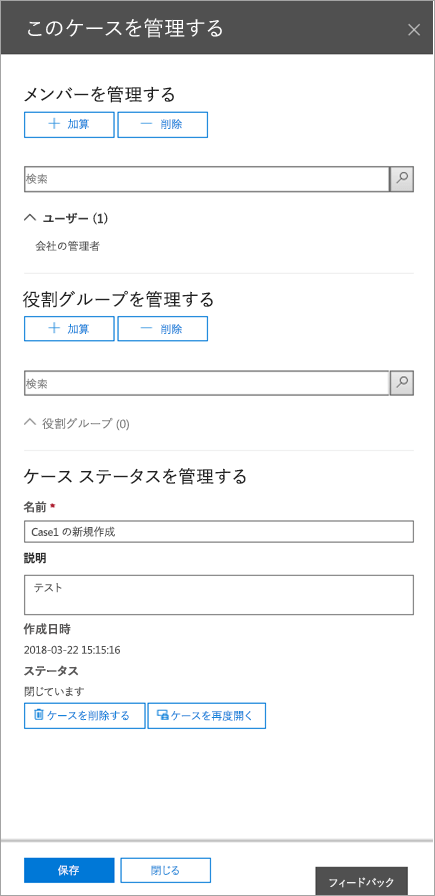 このケースを管理する
メンバーを管理する
加算 削除
検索
ユーザー (1)
会社の管理者
役割グループを管理する
加算 削除
検索
役割グループ (0)
ケース ステータスを管理する
名前 *
Case1 の新規作成
説明
テスト
作成日時
2018-03-22 15:15:16
ステータス
閉じています
ケースを削除する ケースを再度開く
保存 閉じる
フィードバック